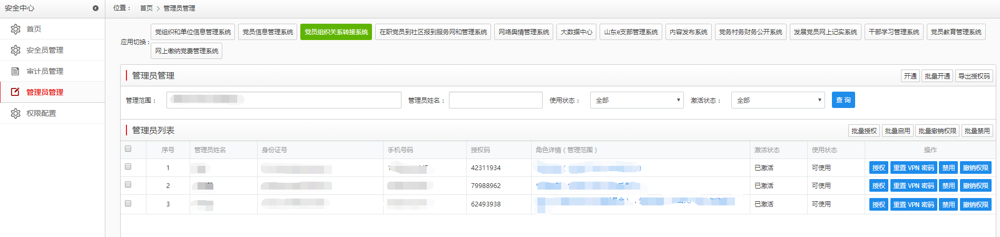 安全中心
位置： 首页 > 管理员管理
首页
安全员管理
审计员管理
管理员管理
权限配置
应用切换：
党组织和单位信息管理系统 党员信息管理系统 党员组织关系转接系统 在职党员到社区报到服务网和管理系统 网络舆情管理系统 大数据中心 山东e支部管理系统 内容发布系统 党务村务财务公开系统 发展党员网上记实系统 干部学习管理系统 党员教育管理系统
网上缴纳党费管理系统
管理员管理 开通 批量开通 导出授权码
管理范围： 管理员姓名： 使用状态： 全部 激活状态： 全部 查 询
管理员列表 批量授权 批量启用 批量撤销权限 批量禁用
序号 管理员姓名 身份证号 手机号码 授权码 角色详情（管理范围） 激活状态 使用状态 操作
1 42311934 已激活 可使用 授权 重置 VPN 密码 禁用 撤销权限
2 79988962 已激活 可使用 授权 重置 VPN 密码 禁用 撤销权限
3 62493938 已激活 可使用 授权 重置 VPN 密码 禁用 撤销权限